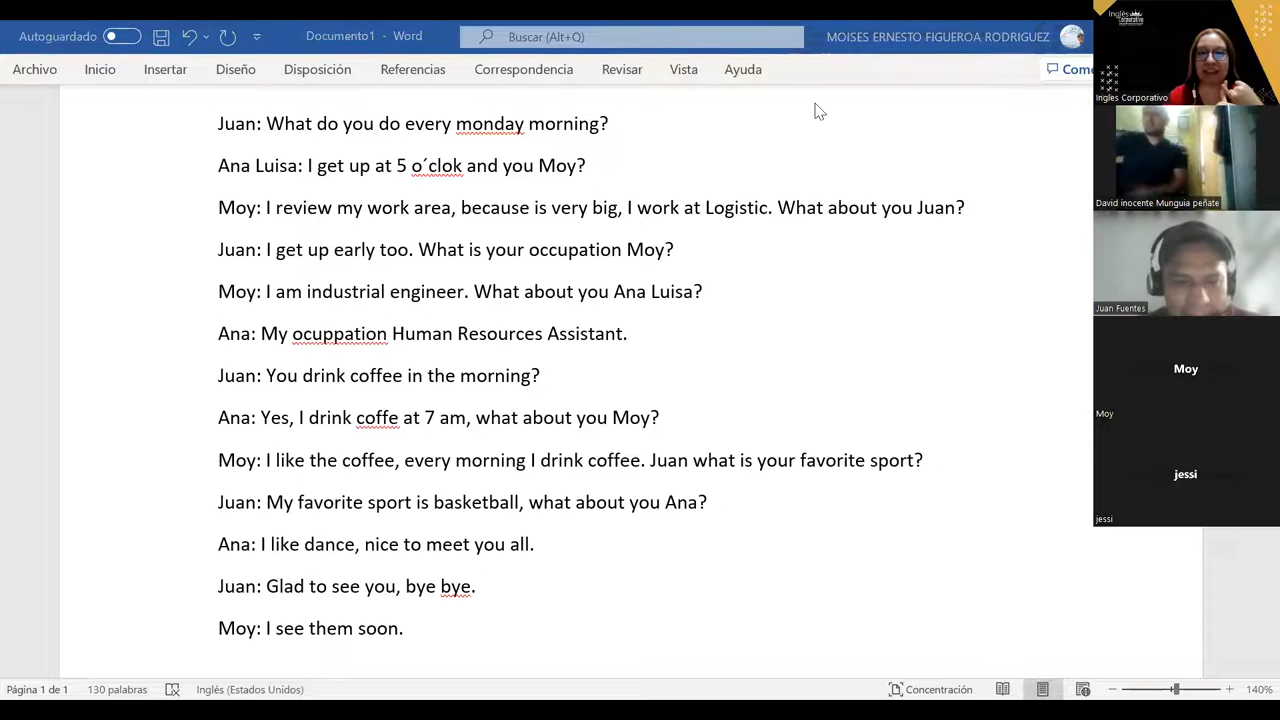 Autoguardado
Documento1 - Word
Buscar (Alt+Q)
MOISES ERNESTO FIGUEROA RODRIGUEZ
Archivo Inicio Insertar Diseño Disposición Referencias Correspondencia Revisar Vista Ayuda Come
Juan: What do you do every monday morning?
Ana Luisa: I get up at 5 o´clok and you Moy?
Moy: I review my work area, because is very big, I work at Logistic. What about you Juan?
Juan: I get up early too. What is your occupation Moy?
Moy: I am industrial engineer. What about you Ana Luisa?
Ana: My ocuppation Human Resources Assistant.
Juan: You drink coffee in the morning?
Ana: Yes, I drink coffe at 7 am, what about you Moy?
Moy: I like the coffee, every morning I drink coffee. Juan what is your favorite sport?
Juan: My favorite sport is basketball, what about you Ana?
Ana: I like dance, nice to meet you all.
Juan: Glad to see you, bye bye.
Moy: I see them soon.
Página 1 de 1 130 palabras Inglés (Estados Unidos) Concentración 140%
Inglés
Corporativo
Ingles Corporativo
David inocente Munguia peñate
Juan Fuentes
Moy
Moy
jessi
jessi